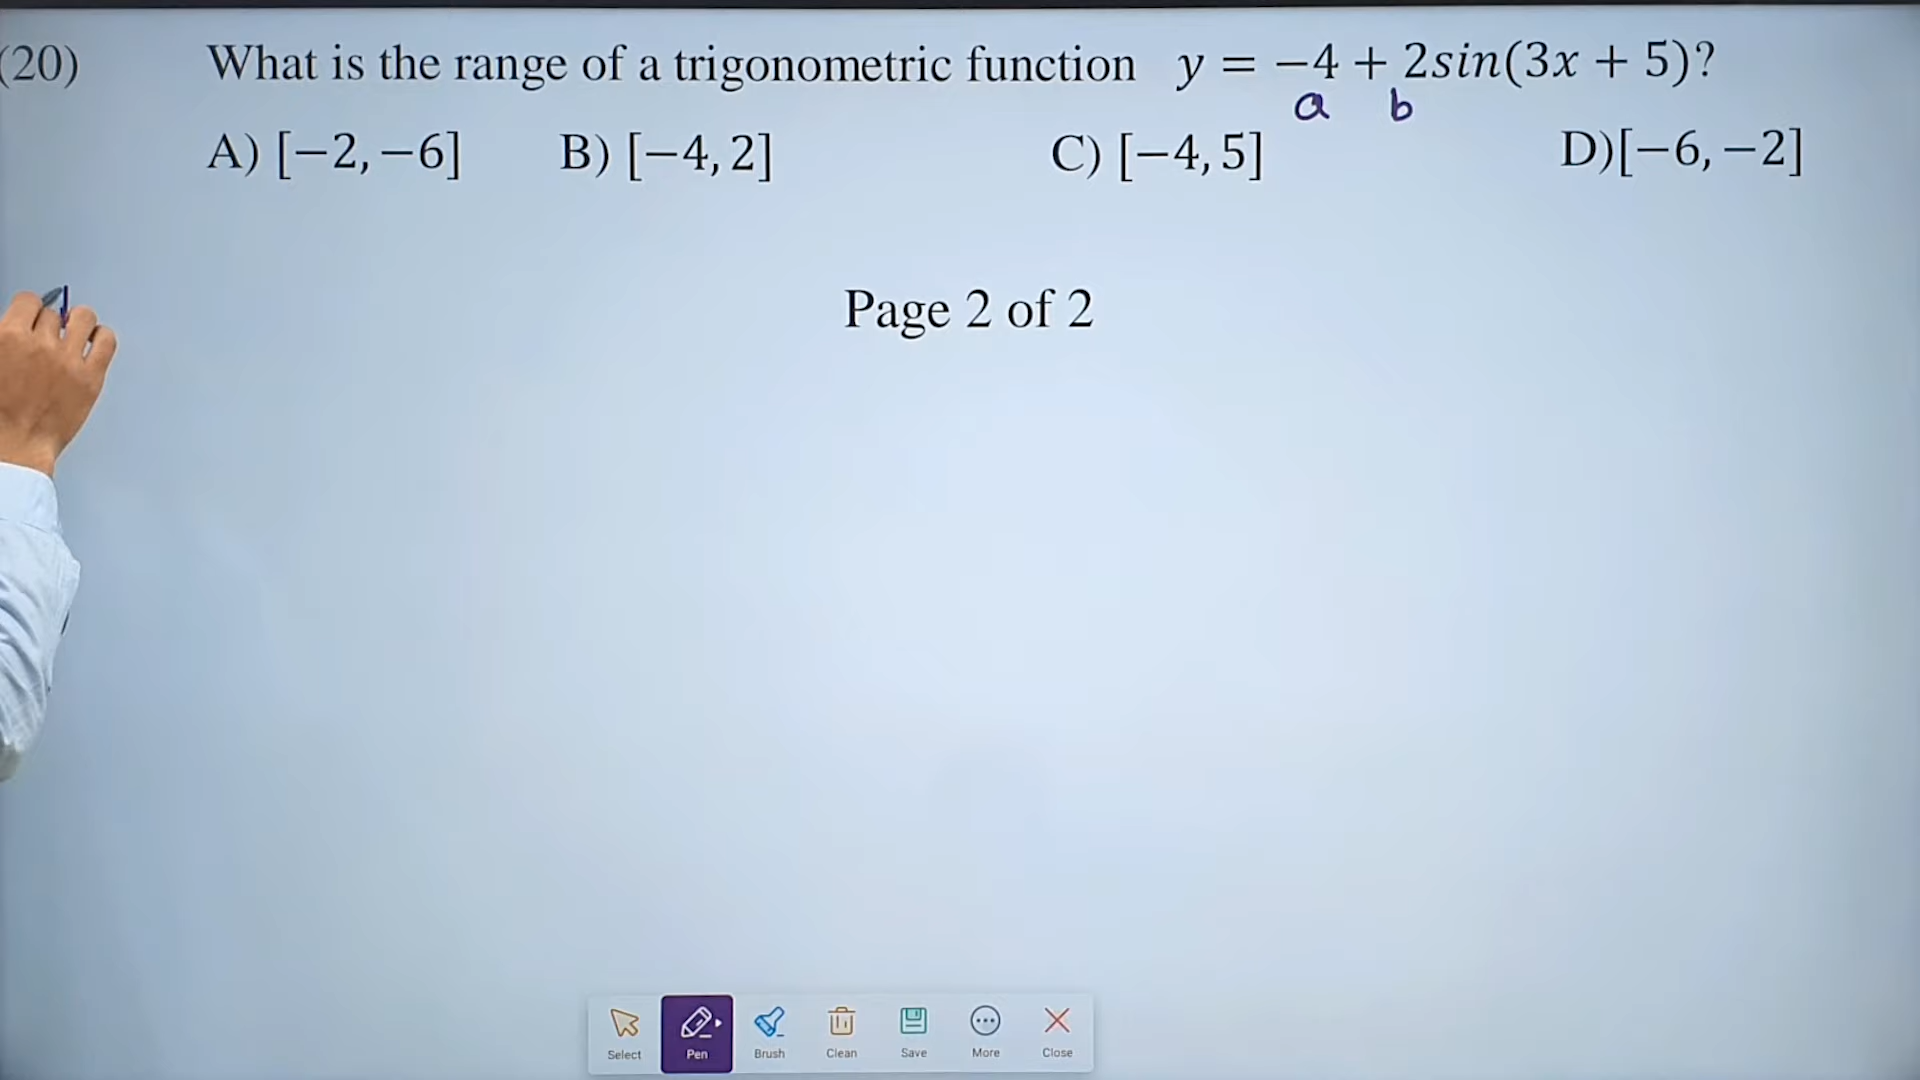 (20) What is the range of a trigonometric function y = −4 + 2sin(3x + 5)?
a b
A) [−2, −6] B) [−4, 2] C) [−4, 5] D)[−6, −2]
Page 2 of 2
Select Pen Brush Clean Save More Close